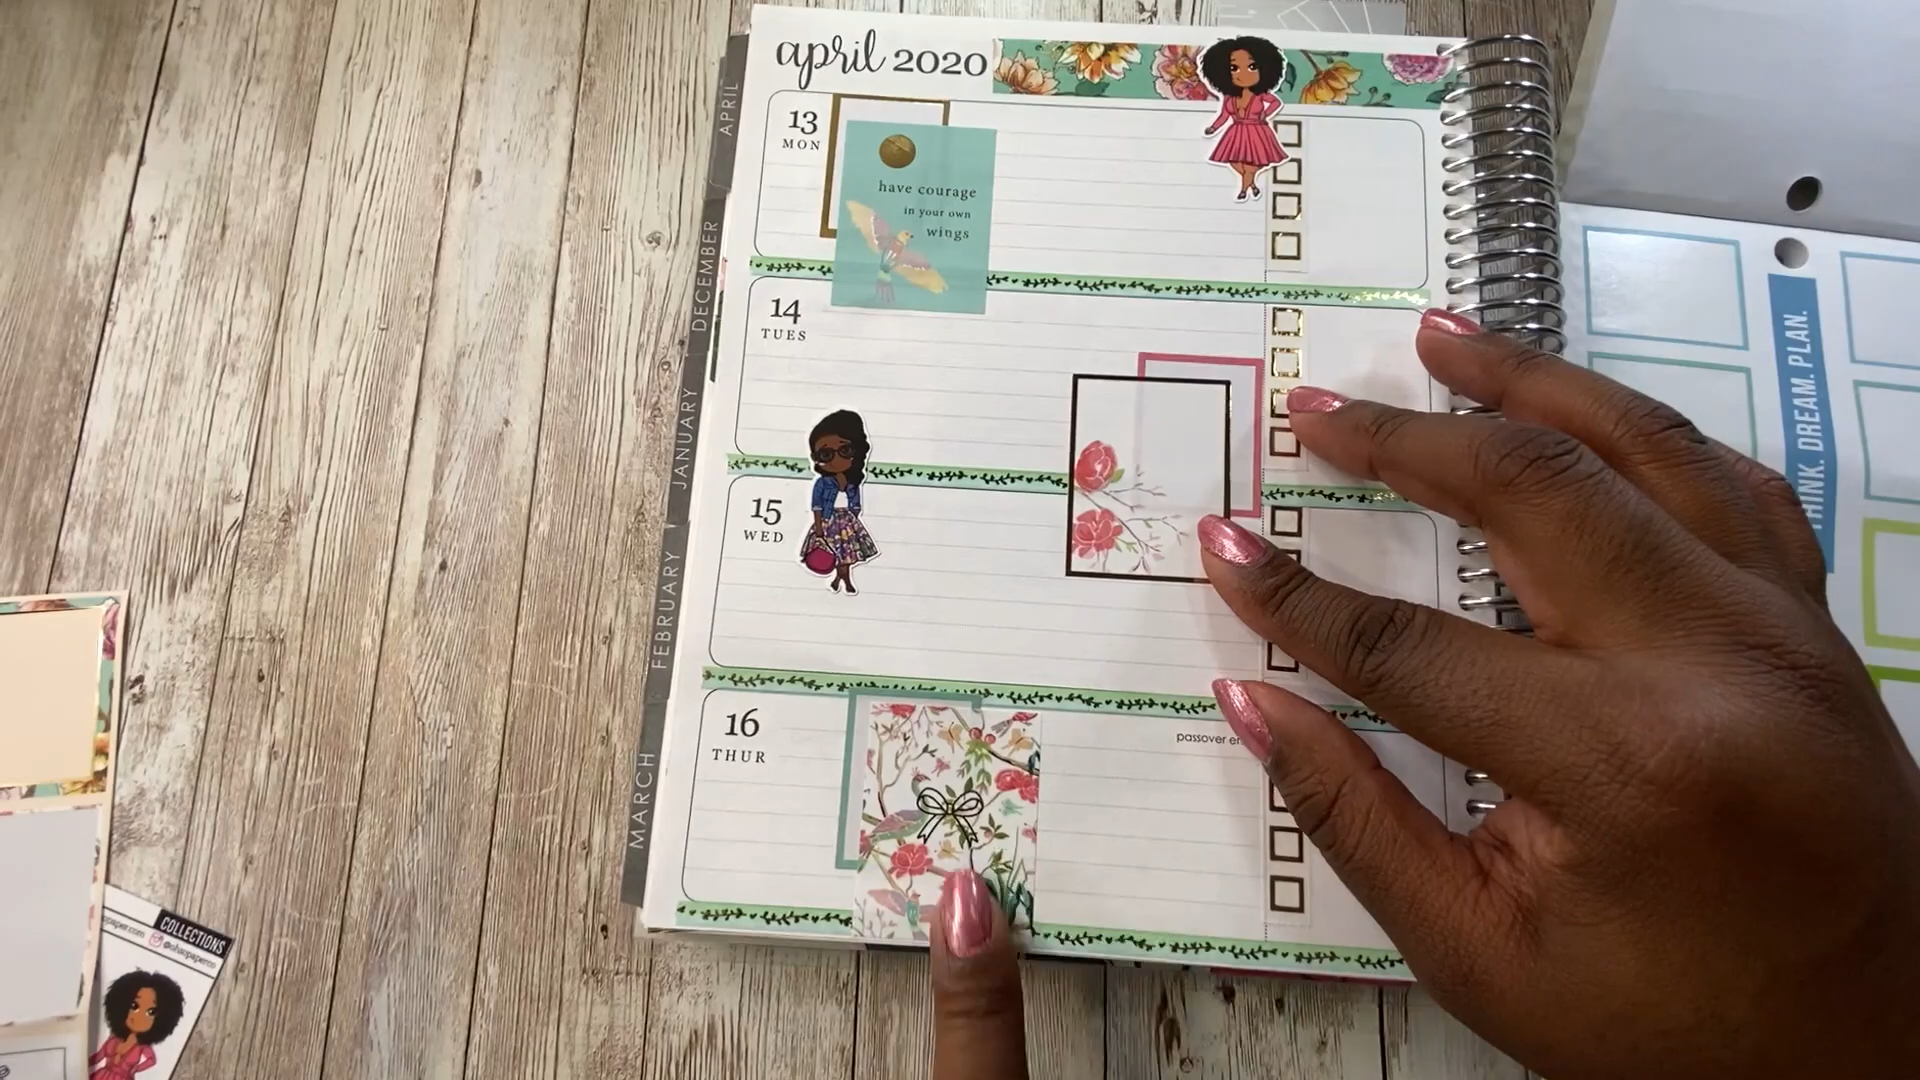 april 2020
13
MON
have courage
in your own
wings
14
TUES
15
WED
16
THUR
passover
APRIL
DECEMBER
JANUARY
FEBRUARY
MARCH
THINK. DREAM. PLAN.
COLLECTIONS